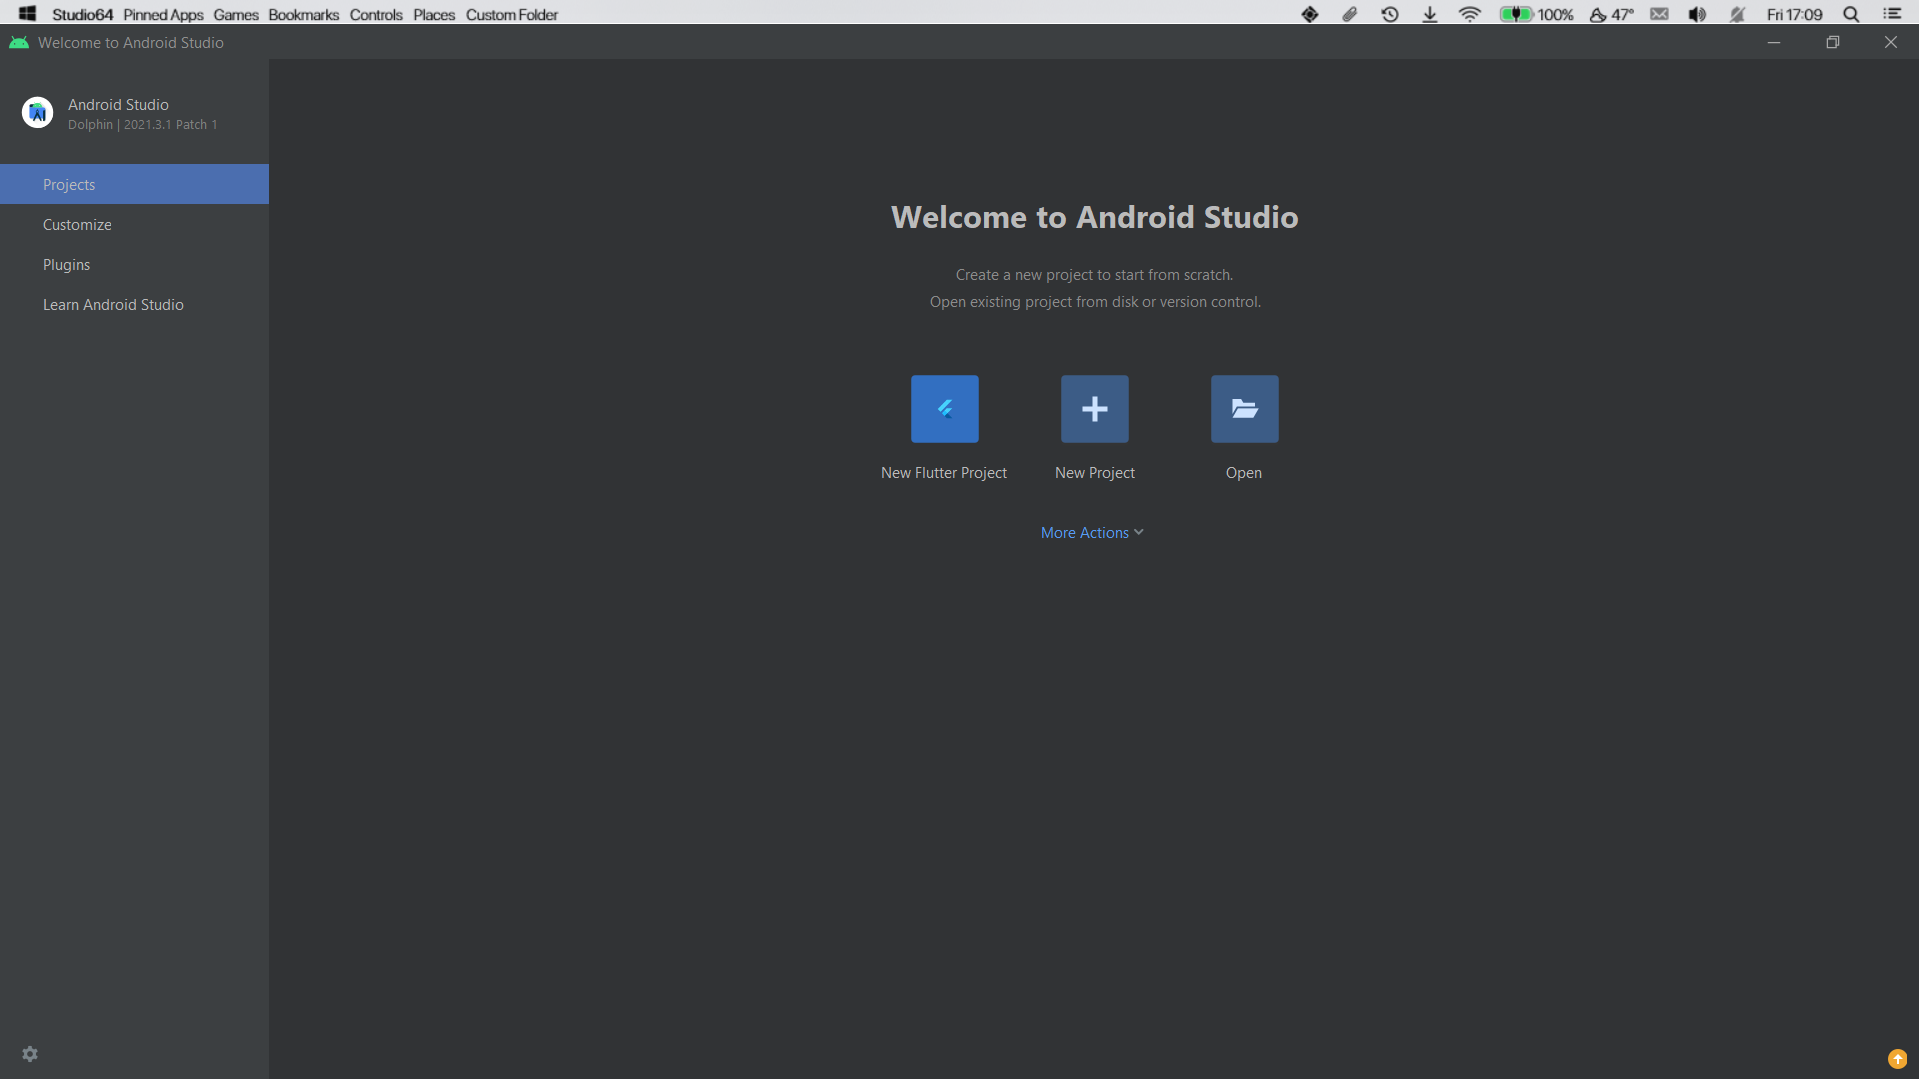 Studio64 Pinned Apps Games Bookmarks Controls Places Custom Folder 100% 47° Fri 17:09
Welcome to Android Studio
Android Studio
Dolphin | 2021.3.1 Patch 1
Projects
Customize
Plugins
Learn Android Studio
Welcome to Android Studio
Create a new project to start from scratch.
Open existing project from disk or version control.
New Flutter Project New Project Open
More Actions